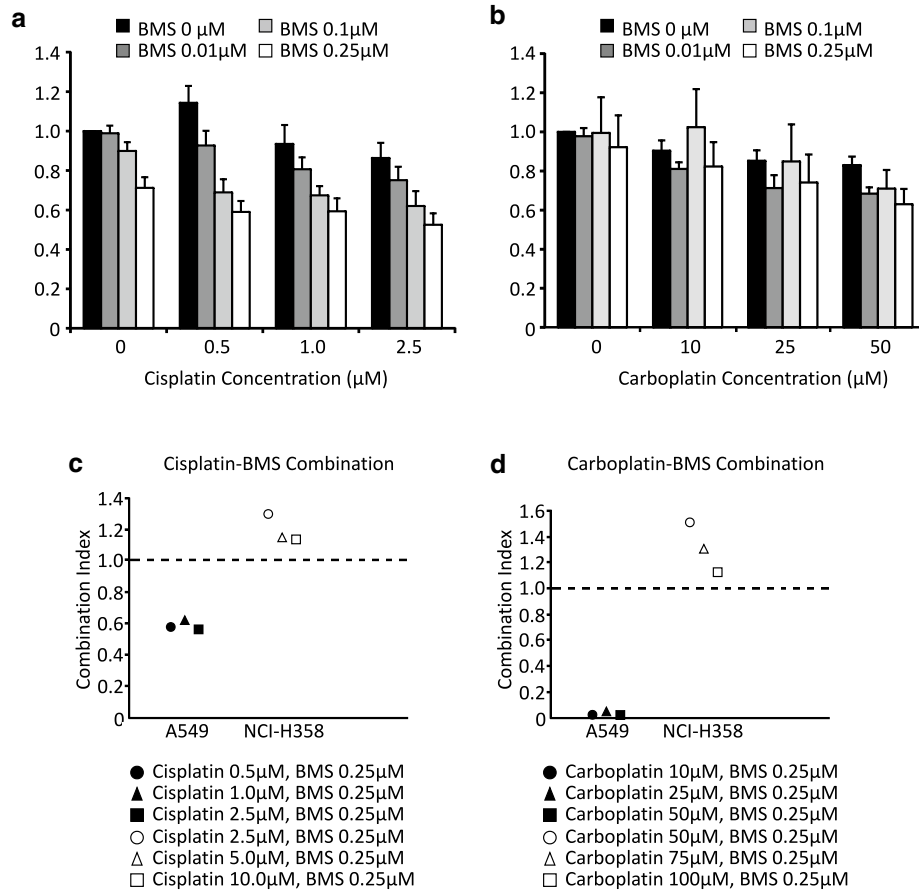 a
BMS 0 µM
BMS 0.1µM
BMS 0.01µM
BMS 0.25µM
1.4
1.2
1.0
0.8
0.6
0.4
0.2
0
0 0.5 1.0 2.5
Cisplatin Concentration (µM)
b
BMS 0 µM
BMS 0.1µM
BMS 0.01µM
BMS 0.25µM
1.4
1.2
1.0
0.8
0.6
0.4
0.2
0
0 10 25 50
Carboplatin Concentration (µM)
c
Cisplatin-BMS Combination
Combination Index
1.4
1.2
1.0
0.8
0.6
0.4
0.2
0
A549 NCI-H358
Cisplatin 0.5µM, BMS 0.25µM
Cisplatin 1.0µM, BMS 0.25µM
Cisplatin 2.5µM, BMS 0.25µM
Cisplatin 2.5µM, BMS 0.25µM
Cisplatin 5.0µM, BMS 0.25µM
Cisplatin 10.0µM, BMS 0.25µM
d
Carboplatin-BMS Combination
Combination Index
1.6
1.4
1.2
1.0
0.8
0.6
0.4
0.2
0
A549 NCI-H358
Carboplatin 10µM, BMS 0.25µM
Carboplatin 25µM, BMS 0.25µM
Carboplatin 50µM, BMS 0.25µM
Carboplatin 50µM, BMS 0.25µM
Carboplatin 75µM, BMS 0.25µM
Carboplatin 100µM, BMS 0.25µM